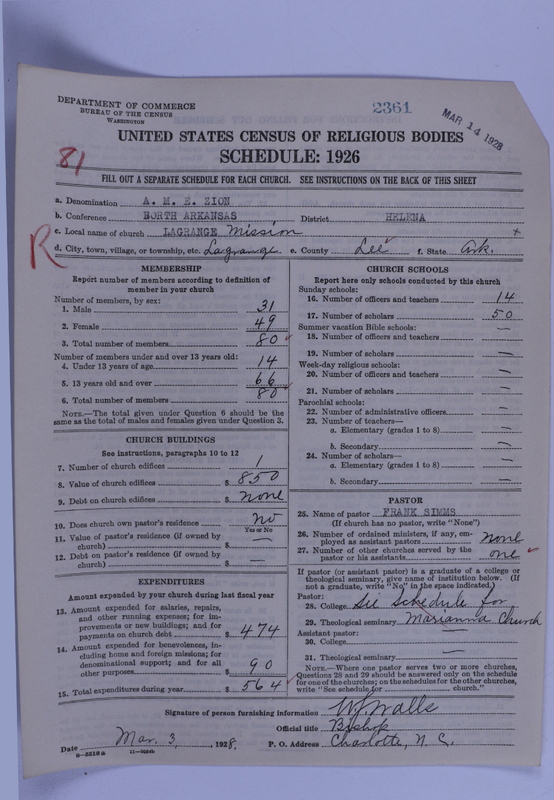 DEPARTMENT OF COMMERCE
BUREAU OF THE CENSUS
WASHINGTON
2361
MAR 14 1928
UNITED STATES CENSUS OF RELIGIOUS BODIES
SCHEDULE: 1926
81
FILL OUT A SEPARATE SCHEDULE FOR EACH CHURCH. SEE INSTRUCTIONS ON THE BACK OF THIS SHEET
a. Denomination A. M. E. ZION
b. Conference NORTH ARKANSAS District HELENA
c. Local name of church LAGRANGE Mission +
R
d. City, town, village, or township, etc. Lagrange e. County Lee f. State Ark.
MEMBERSHIP
Report number of members according to definition of member in your church
Number of members, by sex:
1. Male 31
2. Female 49
3. Total number of members 80
Number of members under and over 13 years old:
4. Under 13 years of age 14
5. 13 years old and over 66
6. Total number of members 80
NOTE.—The total given under Question 6 should be the same as the total of males and females given under Question 3.
CHURCH BUILDINGS
See instructions, paragraphs 10 to 12
7. Number of church edifices 1
8. Value of church edifices $ 850
9. Debt on church edifices $ none
10. Does church own pastor's residence no
Yes or No
11. Value of pastor's residence (if owned by church) $ —
12. Debt on pastor's residence (if owned by church) $ —
EXPENDITURES
Amount expended by your church during last fiscal year
13. Amount expended for salaries, repairs, and other running expenses; for improvements or new buildings; and for payments on church debt $ 474
14. Amount expended for benevolences, including home and foreign missions; for denominational support; and for all other purposes $ 90
15. Total expenditures during year $ 564
CHURCH SCHOOLS
Report here only schools conducted by this church
Sunday schools:
16. Number of officers and teachers 14
17. Number of scholars 50
Summer vacation Bible schools:
18. Number of officers and teachers —
19. Number of scholars —
Week-day religious schools:
20. Number of officers and teachers —
21. Number of scholars —
Parochial schools:
22. Number of administrative officers —
23. Number of teachers—
a. Elementary (grades 1 to 8) —
b. Secondary —
24. Number of scholars—
a. Elementary (grades 1 to 8) —
b. Secondary —
PASTOR
25. Name of pastor FRANK SIMMS
(If church has no pastor, write "None")
26. Number of ordained ministers, if any, employed as assistant pastors none
27. Number of other churches served by the pastor or his assistants one
If pastor (or assistant pastor) is a graduate of a college or theological seminary, give name of institution below. (If not a graduate, write "No" in the space indicated.)
Pastor:
28. College See Schedule for
29. Theological seminary Marianna Church
Assistant pastor:
30. College —
31. Theological seminary —
NOTE.—Where one pastor serves two or more churches, Questions 28 and 29 should be answered only on the schedule for one of the churches; on the schedules for the other churches, write "See schedule for church."
Signature of person furnishing information WJ Walls
Official title Bishop
Date Mar. 3, 1928. P. O. Address Charlotte, N. C.